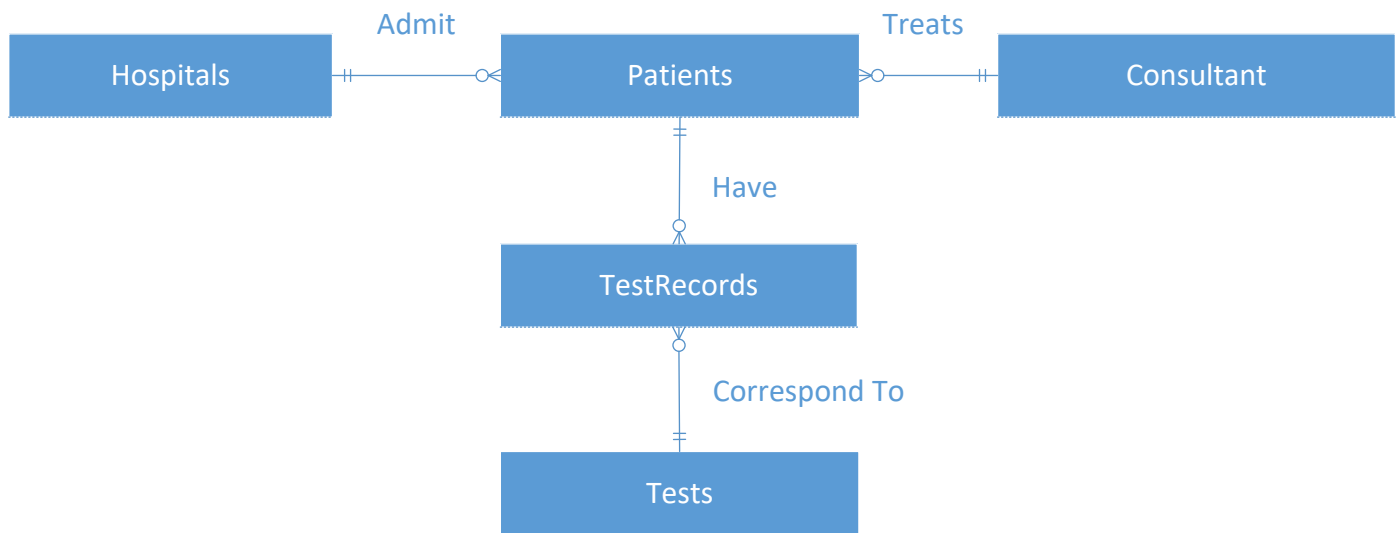 Admit
Treats
Hospitals
Patients
Consultant
Have
TestRecords
Correspond To
Tests